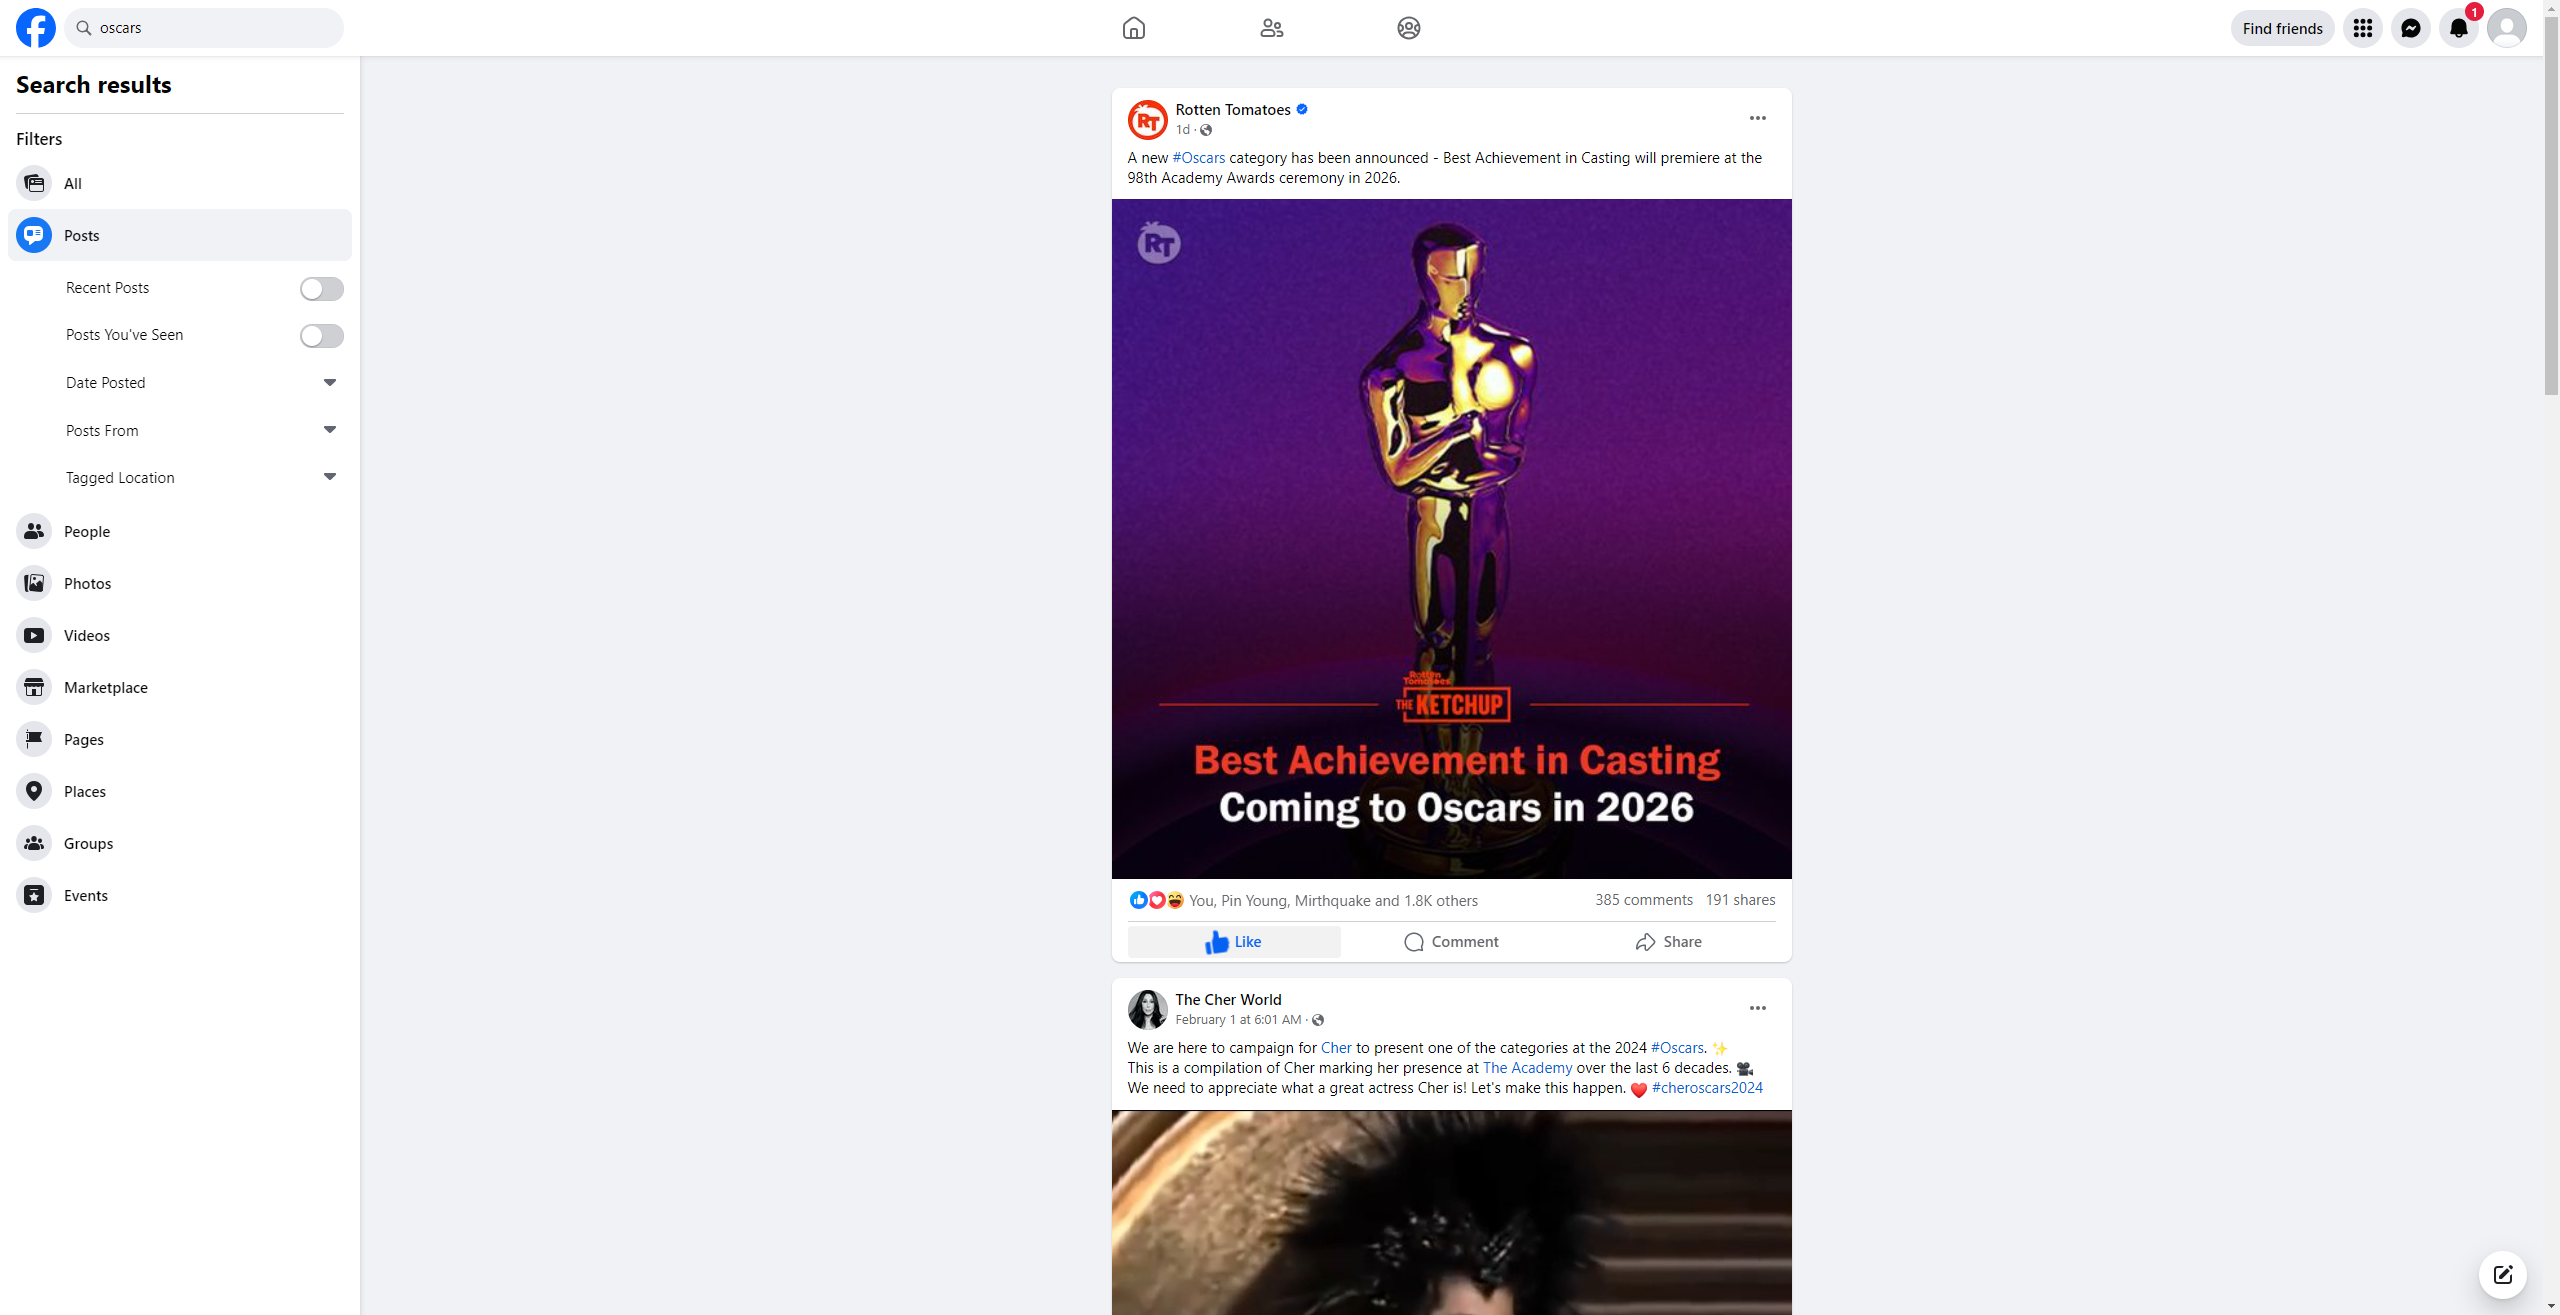 oscars
Find friends
1
Search results
Filters
All
Posts
Recent Posts
Posts You've Seen
Date Posted
Posts From
Tagged Location
People
Photos
Videos
Marketplace
Pages
Places
Groups
Events
Rotten Tomatoes
1d ·
A new #Oscars category has been announced - Best Achievement in Casting will premiere at the
98th Academy Awards ceremony in 2026.
RT
RT
Rotten
Tomatoes
THE KETCHUP
Best Achievement in Casting
Coming to Oscars in 2026
You, Pin Young, Mirthquake and 1.8K others
385 comments 191 shares
Like
Comment
Share
The Cher World
February 1 at 6:01 AM ·
We are here to campaign for Cher to present one of the categories at the 2024 #Oscars. ✨
This is a compilation of Cher marking her presence at The Academy over the last 6 decades. 🎥
We need to appreciate what a great actress Cher is! Let's make this happen. ❤️ #cheroscars2024